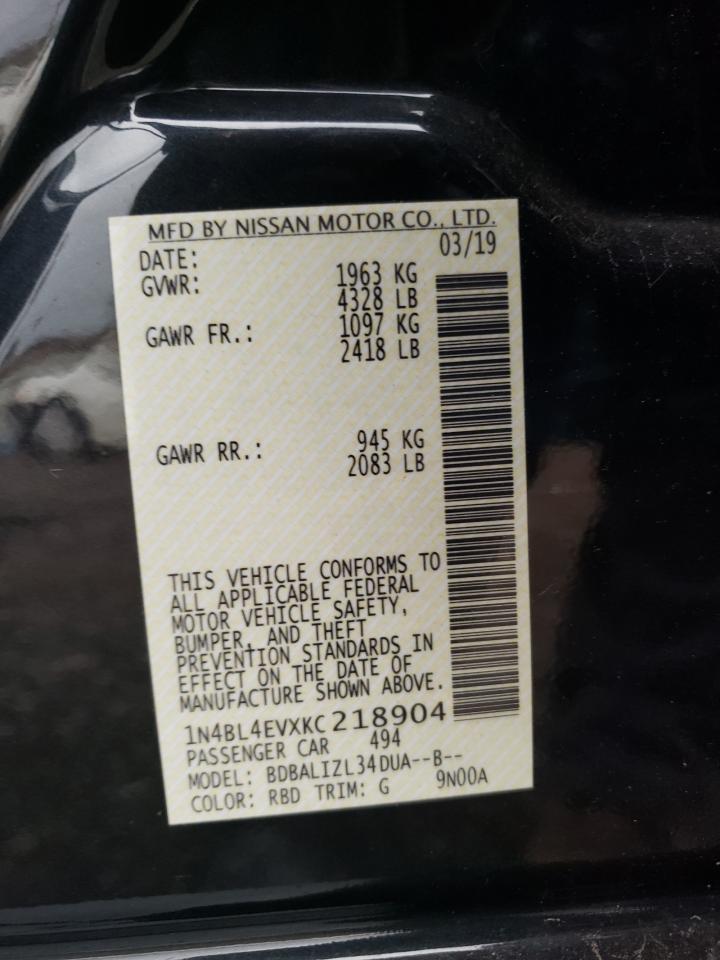 MFD BY NISSAN MOTOR CO., LTD.
DATE: 03/19
GVWR: 1963 KG
4328 LB
GAWR FR.: 1097 KG
2418 LB
GAWR RR.: 945 KG
2083 LB
THIS VEHICLE CONFORMS TO
ALL APPLICABLE FEDERAL
MOTOR VEHICLE SAFETY,
BUMPER, AND THEFT
PREVENTION STANDARDS IN
EFFECT ON THE DATE OF
MANUFACTURE SHOWN ABOVE.
1N4BL4EVXKC218904
PASSENGER CAR 494
MODEL: BDBALIZL34DUA--B--
COLOR: RBD TRIM: G 9N00A